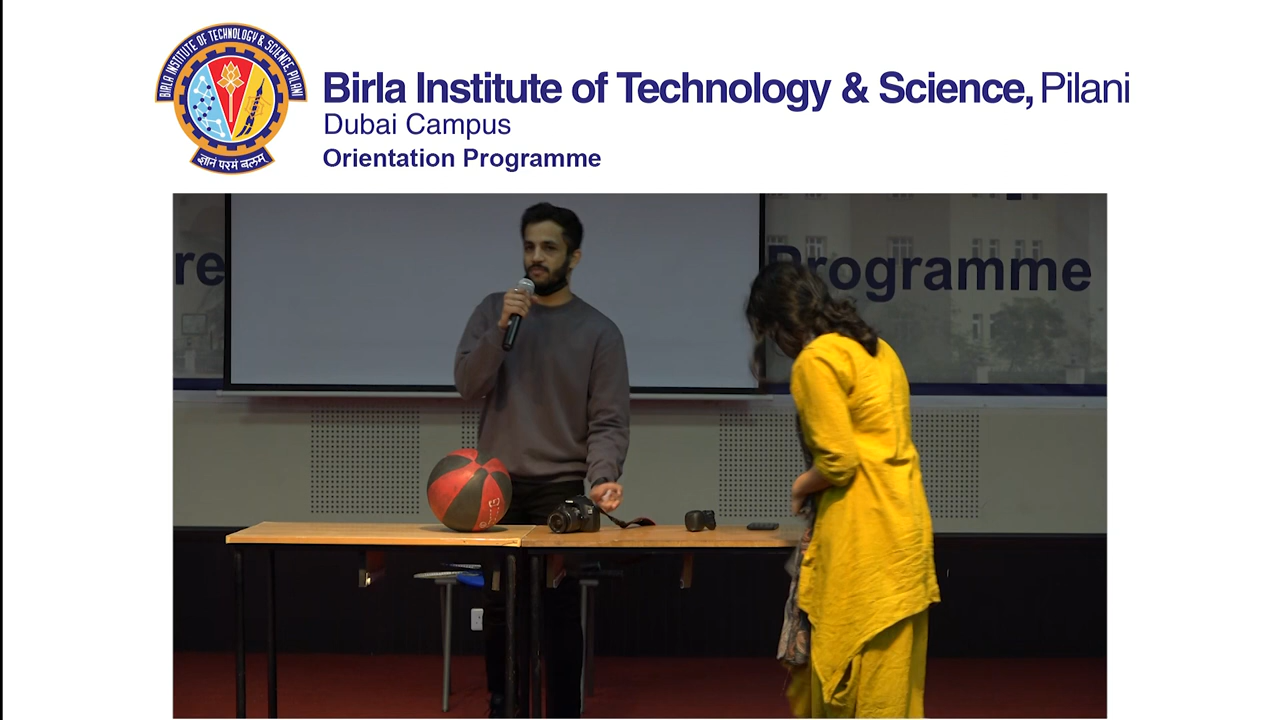 BIRLA INSTITUTE OF TECHNOLOGY & SCIENCE, PILANI
ज्ञानं परमं बलम्
Birla Institute of Technology & Science, Pilani
Dubai Campus
Orientation Programme
re
Programme